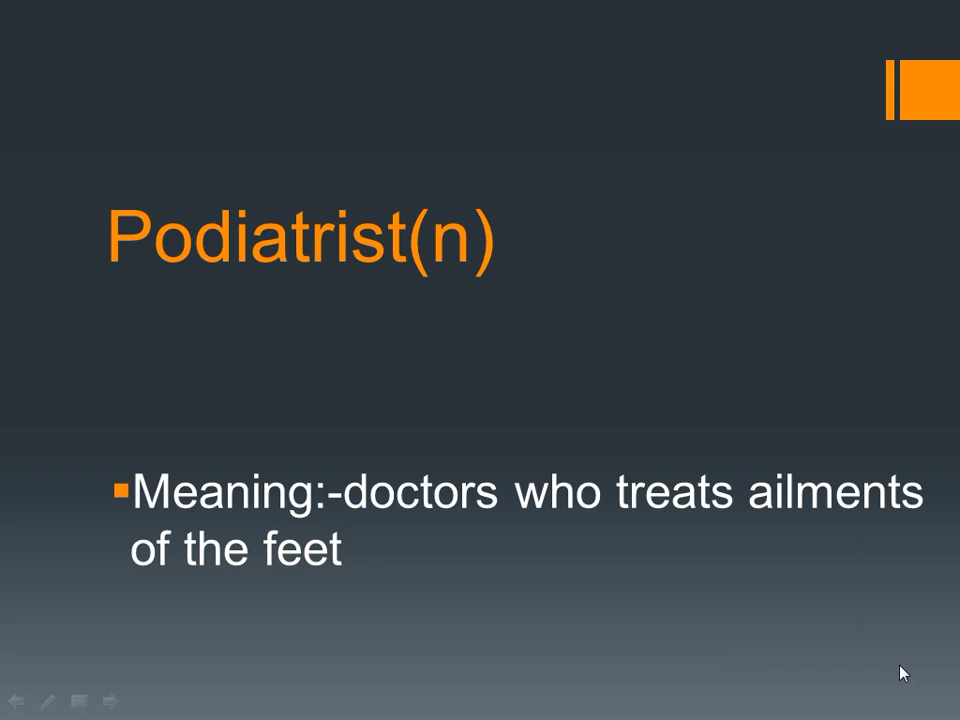 Podiatrist(n)
Meaning:-doctors who treats ailments
of the feet